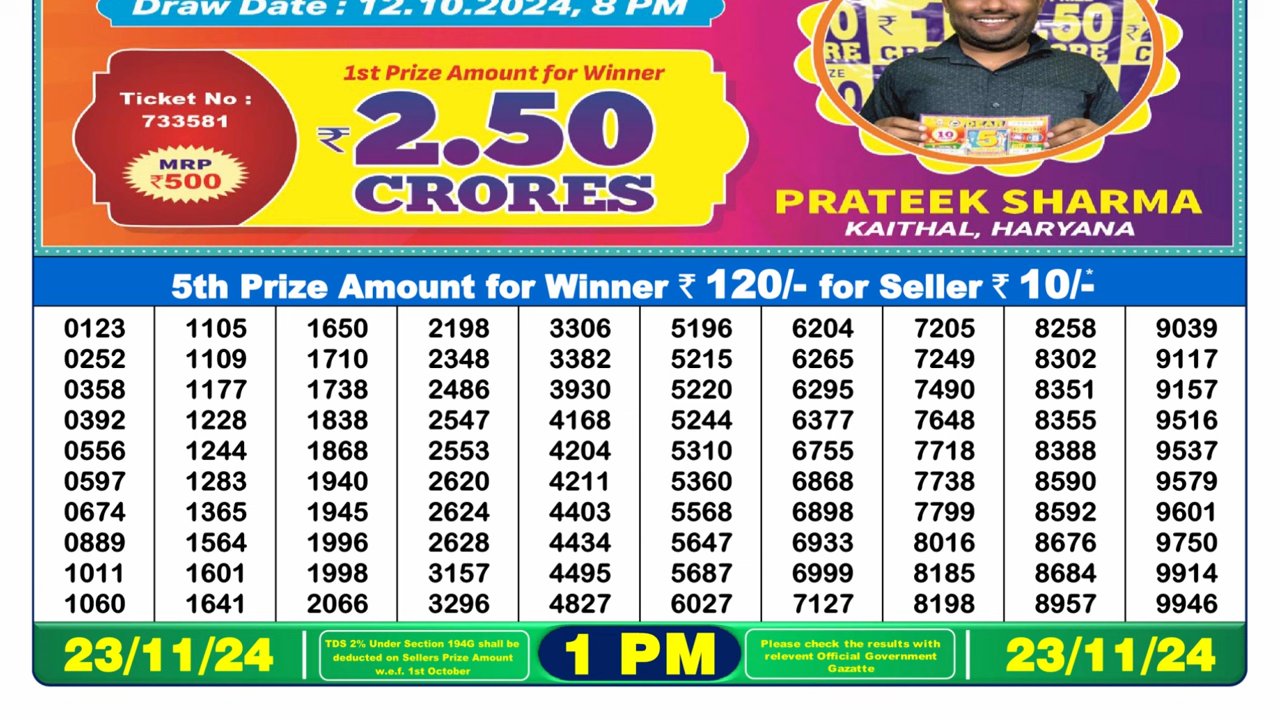 Draw Date : 12.10.2024, 8 PM
1st Prize Amount for Winner
Ticket No :
733581
₹2.50
CRORES
MRP
₹500
PRATEEK SHARMA
KAITHAL, HARYANA
5th Prize Amount for Winner ₹ 120/- for Seller ₹ 10/-*
0123 1105 1650 2198 3306 5196 6204 7205 8258 9039
0252 1109 1710 2348 3382 5215 6265 7249 8302 9117
0358 1177 1738 2486 3930 5220 6295 7490 8351 9157
0392 1228 1838 2547 4168 5244 6377 7648 8355 9516
0556 1244 1868 2553 4204 5310 6755 7718 8388 9537
0597 1283 1940 2620 4211 5360 6868 7738 8590 9579
0674 1365 1945 2624 4403 5568 6898 7799 8592 9601
0889 1564 1996 2628 4434 5647 6933 8016 8676 9750
1011 1601 1998 3157 4495 5687 6999 8185 8684 9914
1060 1641 2066 3296 4827 6027 7127 8198 8957 9946
23/11/24
TDS 2% Under Section 194G shall be
deducted on Sellers Prize Amount
w.e.f. 1st October
1 PM
Please check the results with
relevent Official Government
Gazatte
23/11/24